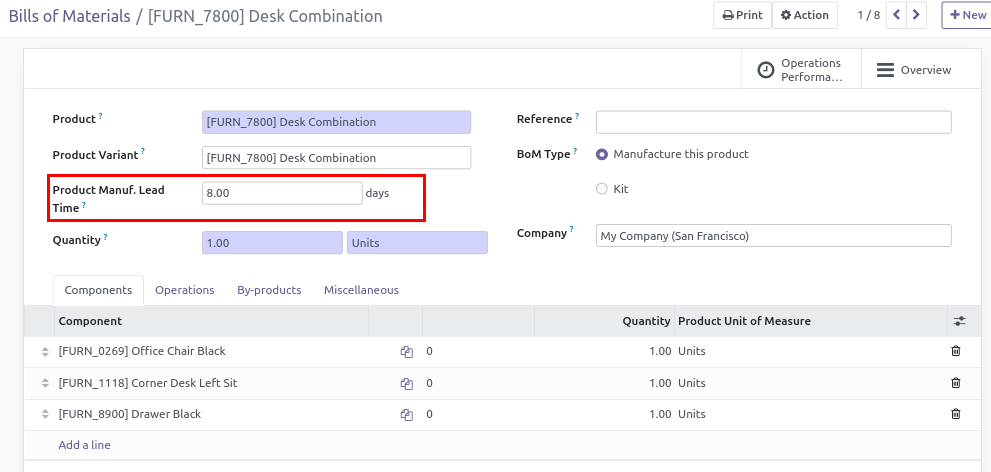 Bills of Materials / [FURN_7800] Desk Combination
Print
Action
1 / 8
New
Operations
Performa...
Overview
Product ?
[FURN_7800] Desk Combination
Reference ?
Product Variant ?
[FURN_7800] Desk Combination
BoM Type ?
Manufacture this product
Product Manuf. Lead
Time ?
8.00
days
Kit
Quantity ?
1.00
Units
Company ?
My Company (San Francisco)
Components
Operations
By-products
Miscellaneous
Component
Quantity
Product Unit of Measure
[FURN_0269] Office Chair Black
0
1.00
Units
[FURN_1118] Corner Desk Left Sit
0
1.00
Units
[FURN_8900] Drawer Black
0
1.00
Units
Add a line